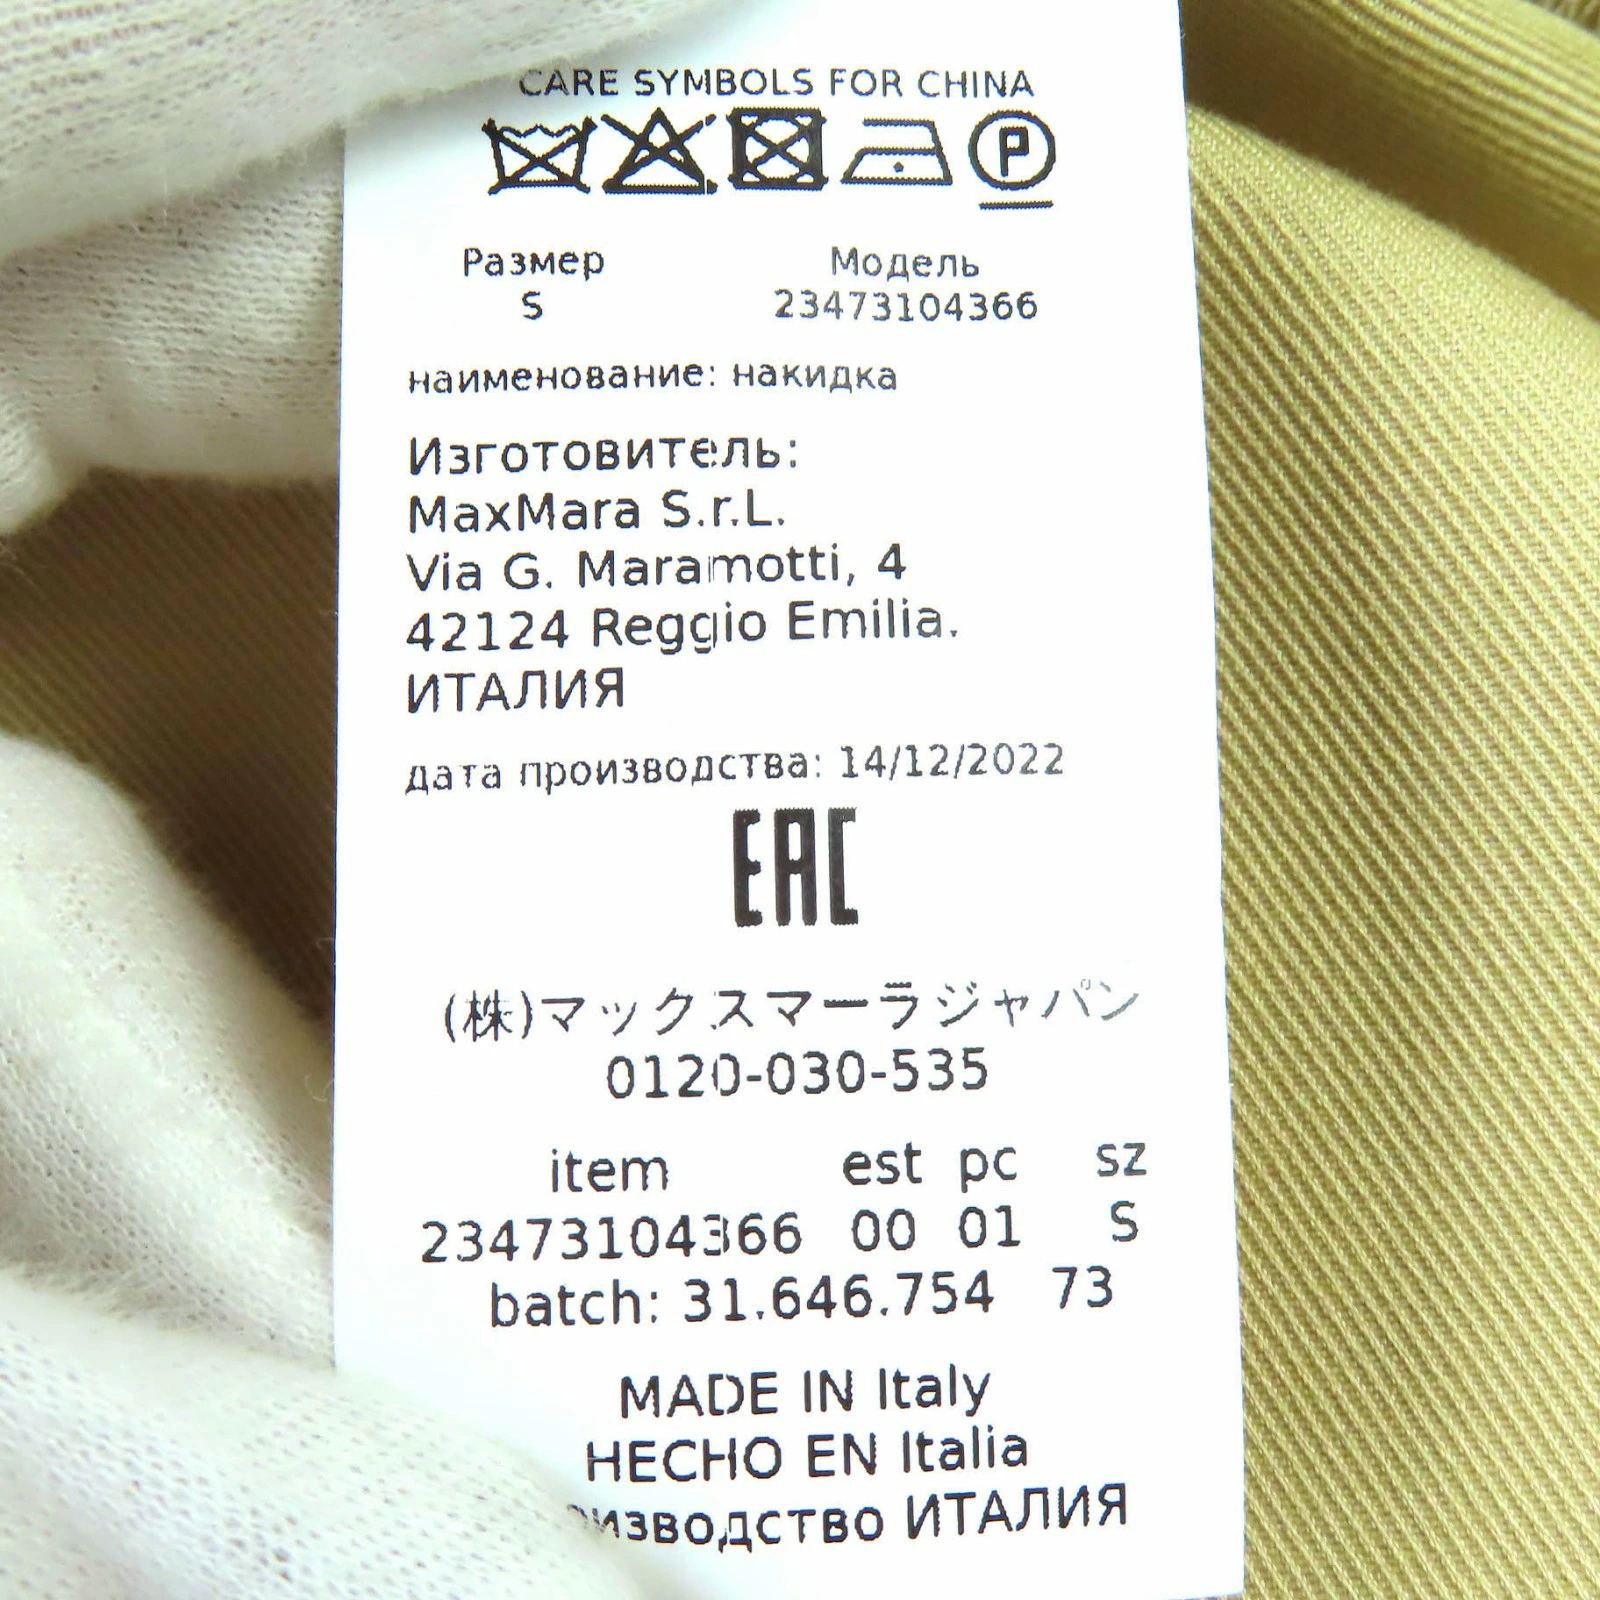 CARE SYMBOLS FOR CHINA
P
Размер Модель
S 23473104366
наименование: накидка
Изготовитель:
MaxMara S.r.L.
Via G. Maramotti, 4
42124 Reggio Emilia.
ИТАЛИЯ
дата производства: 14/12/2022
EAC
(株)マックスマーラジャパン
0120-030-535
item est pc sz
23473104366 00 01 S
batch: 31.646.754 73
MADE IN Italy
HECHO EN Italia
ИТАЛИЯ